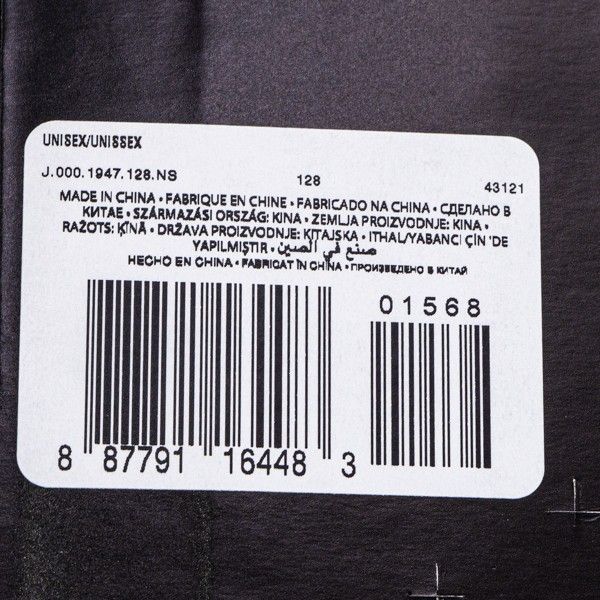 UNISEX/UNISSEX
J.000.1947.128.NS 128 43121
MADE IN CHINA • FABRIQUE EN CHINE • FABRICADO NA CHINA • СДЕЛАНО В
КИТАЕ • SZÁRMAZÁSI ORSZÁG: KINA • ZEMLJA PROIZVODNJE: KINA •
RAŽOTS: ĶĪNĀ • DRŽAVA PROIZVODNJE: KITAJSKA • ITHAL/YABANCI ÇİN 'DE
YAPILMIŞTIR • صنع في الصين
HECHO EN CHINA • FABRICAT ÎN CHINA • ПРОИЗВЕДЕНО В КИТАЙ
01568
8 87791 16448 3